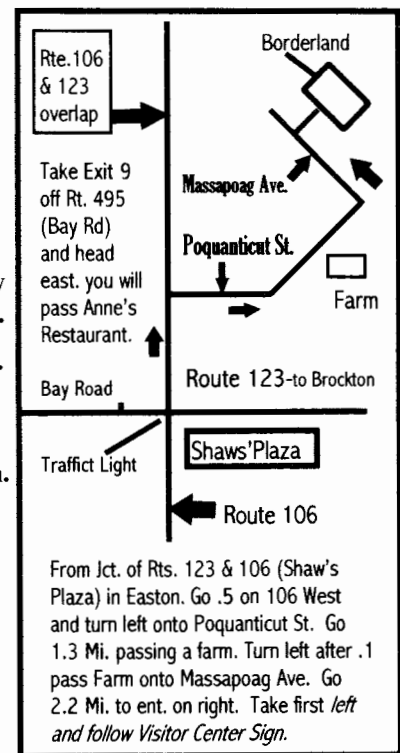 Borderland
Rte.106
& 123
overlap
Take Exit 9
off Rt. 495
(Bay Rd)
and head
east. you will
pass Anne's
Restaurant.
Massapoag Ave.
Poquanticut St.
Farm
Bay Road
Route 123-to Brockton
Traffict Light
Shaws'Plaza
Route 106
From Jct. of Rts. 123 & 106 (Shaw's
Plaza) in Easton. Go .5 on 106 West
and turn left onto Poquanticut St. Go
1.3 Mi. passing a farm. Turn left after .1
pass Farm onto Massapoag Ave. Go
2.2 Mi. to ent. on right. Take first left
and follow Visitor Center Sign.